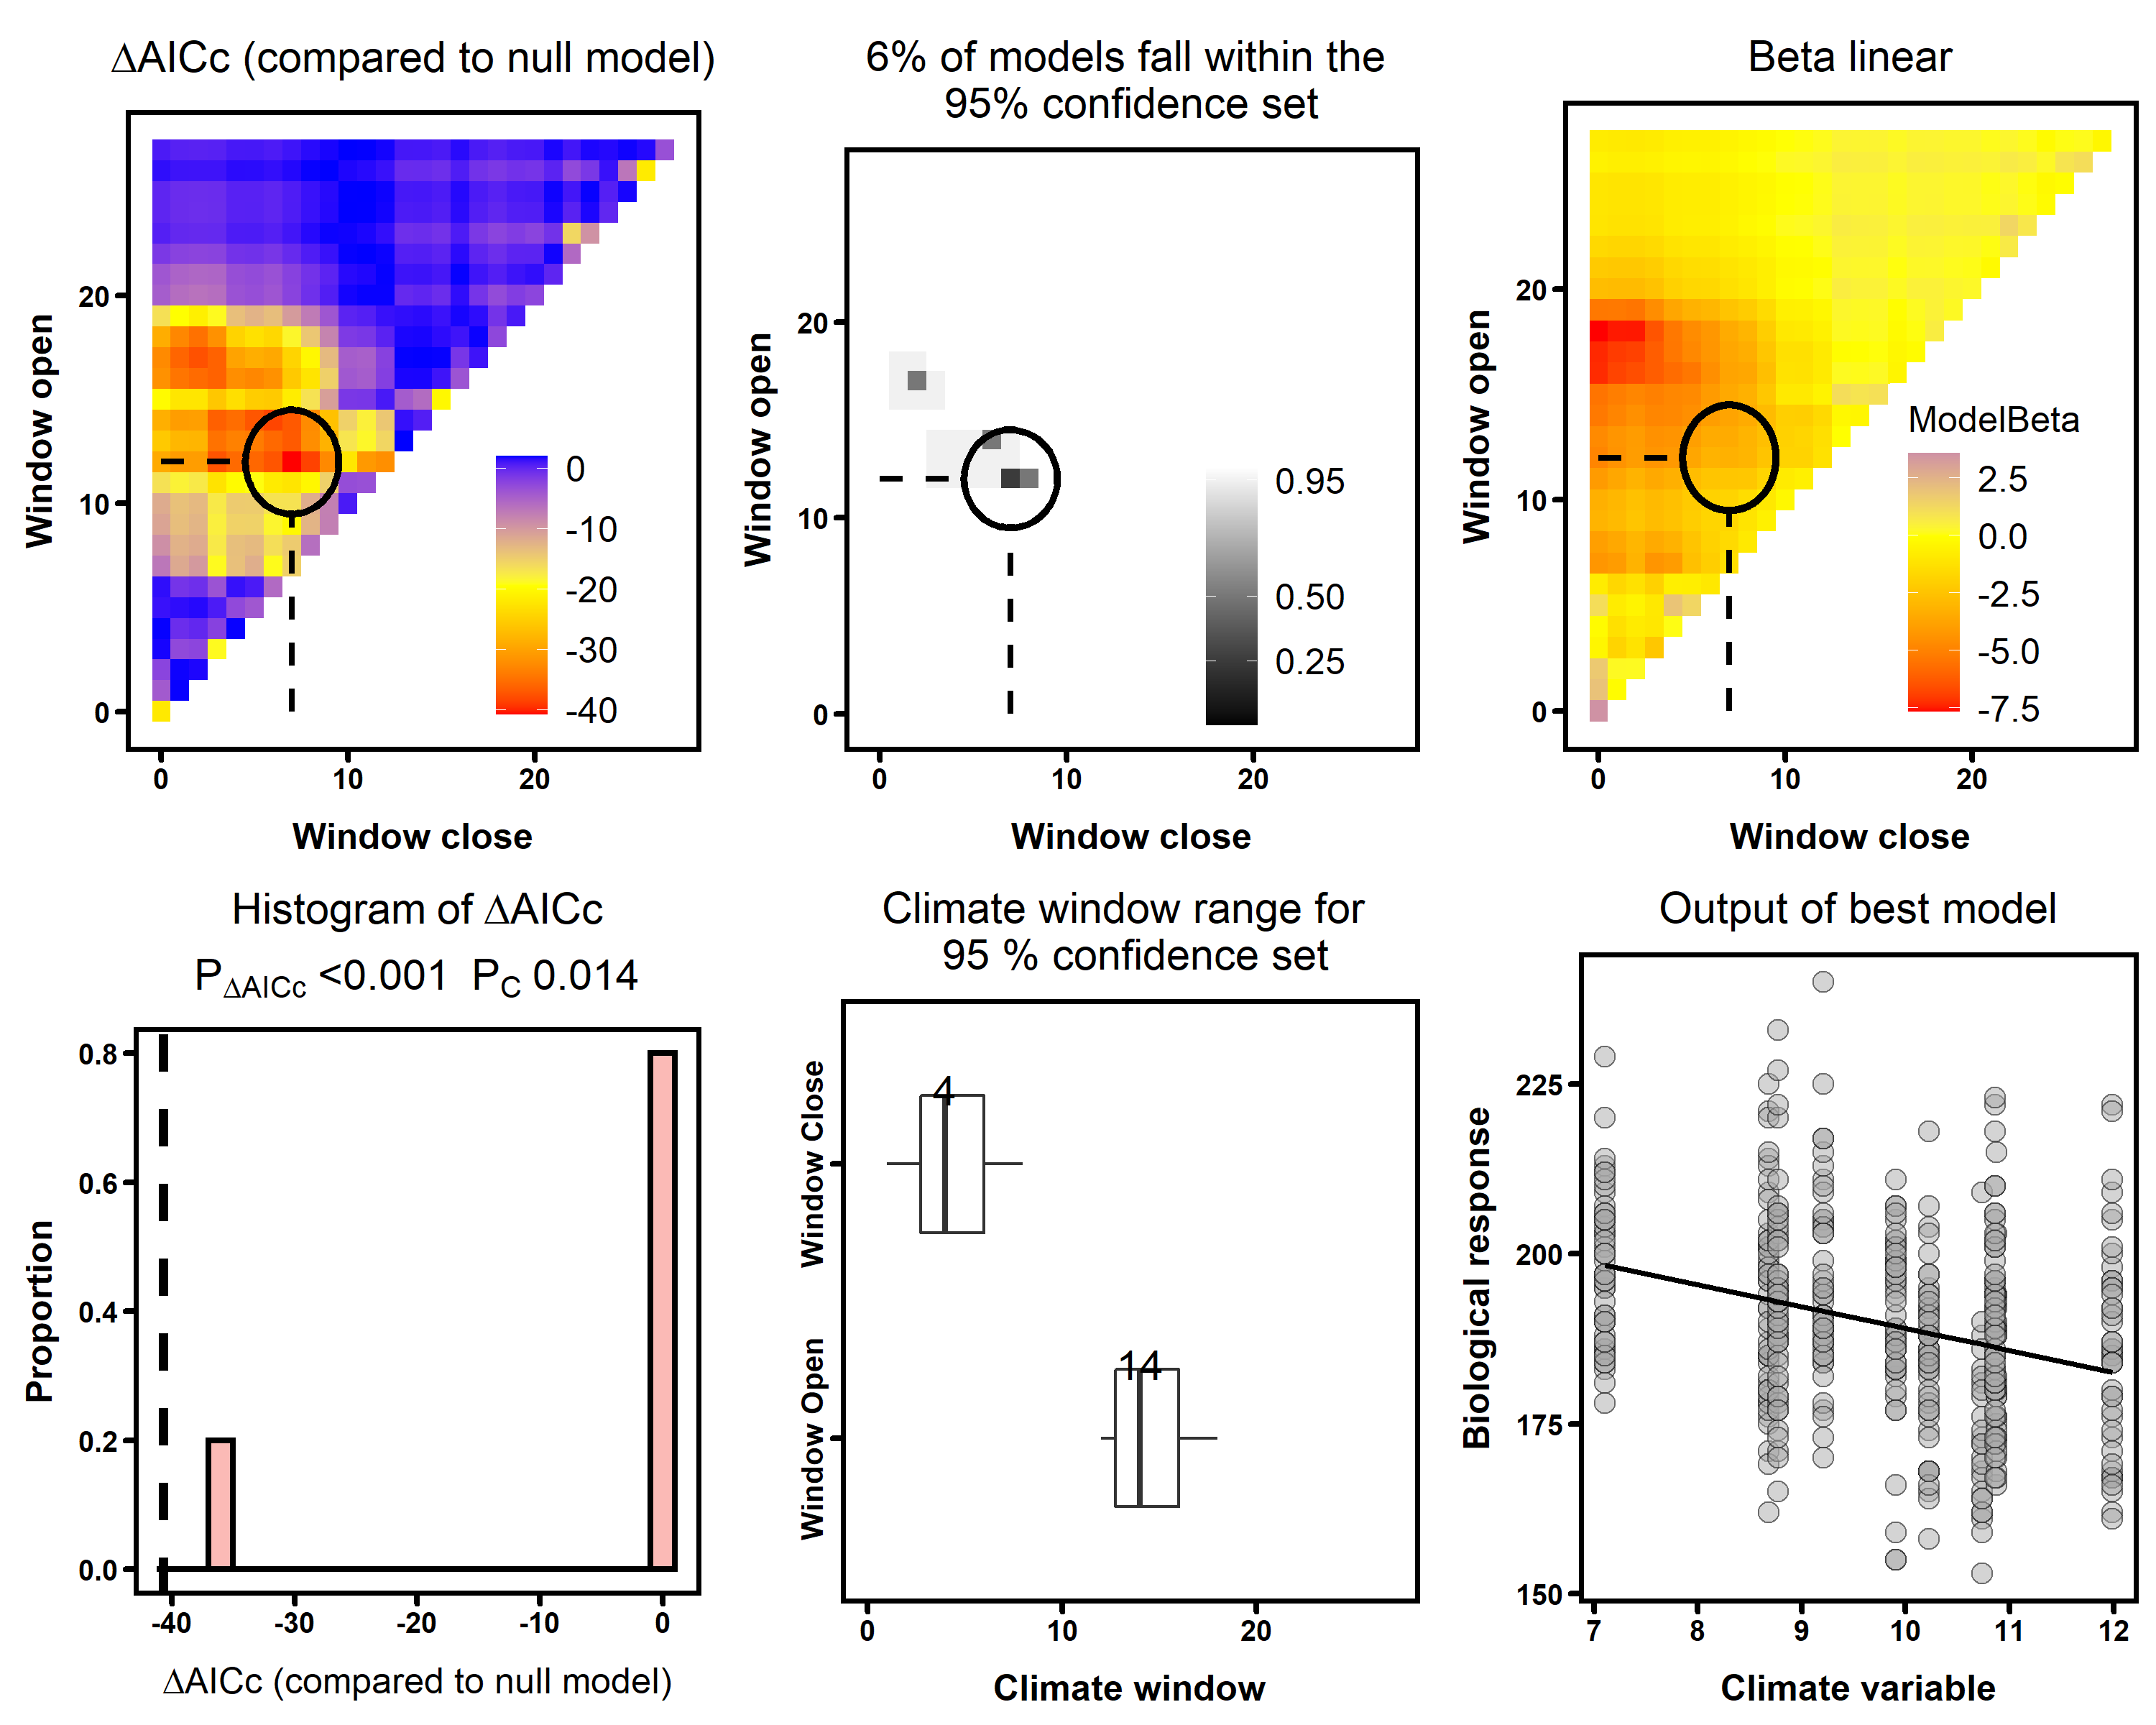 ΔAICc (compared to null model)
Window open
20
10
0
0
-10
-20
-30
-40
0
10
20
Window close
6% of models fall within the
95% confidence set
Window open
20
10
0
0.95
0.50
0.25
0
10
20
Window close
Beta linear
Window open
20
10
0
ModelBeta
2.5
0.0
-2.5
-5.0
-7.5
0
10
20
Window close
Histogram of ΔAICc
PΔAICc <0.001 PC 0.014
Proportion
0.8
0.6
0.4
0.2
0.0
-40
-30
-20
-10
0
ΔAICc (compared to null model)
Climate window range for
95 % confidence set
Window Close
4
Window Open
14
0
10
20
Climate window
Output of best model
Biological response
225
200
175
150
7
8
9
10
11
12
Climate variable